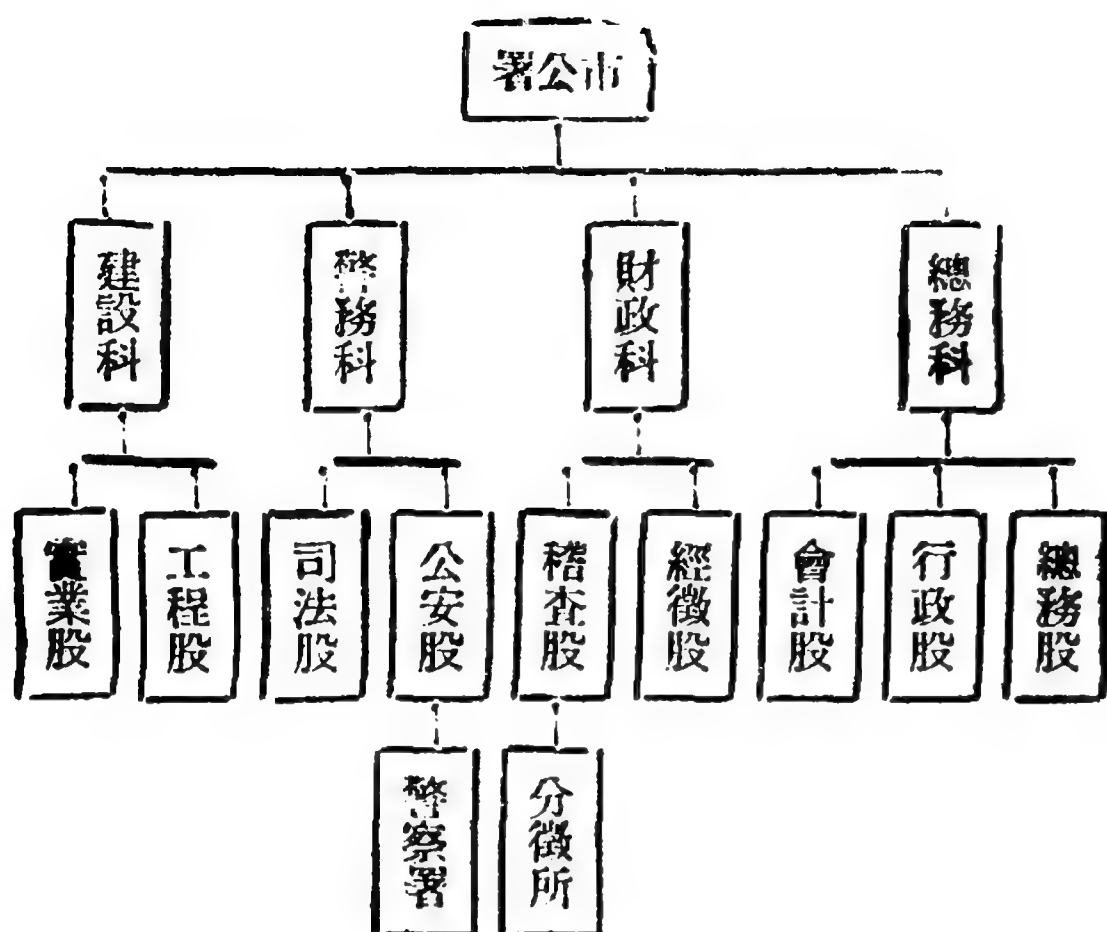 市公署
總務科
財政科
警務科
建設科
總務股
行政股
會計股
經徵股
稽查股
公安股
司法股
工程股
實業股
分徵所
警察署